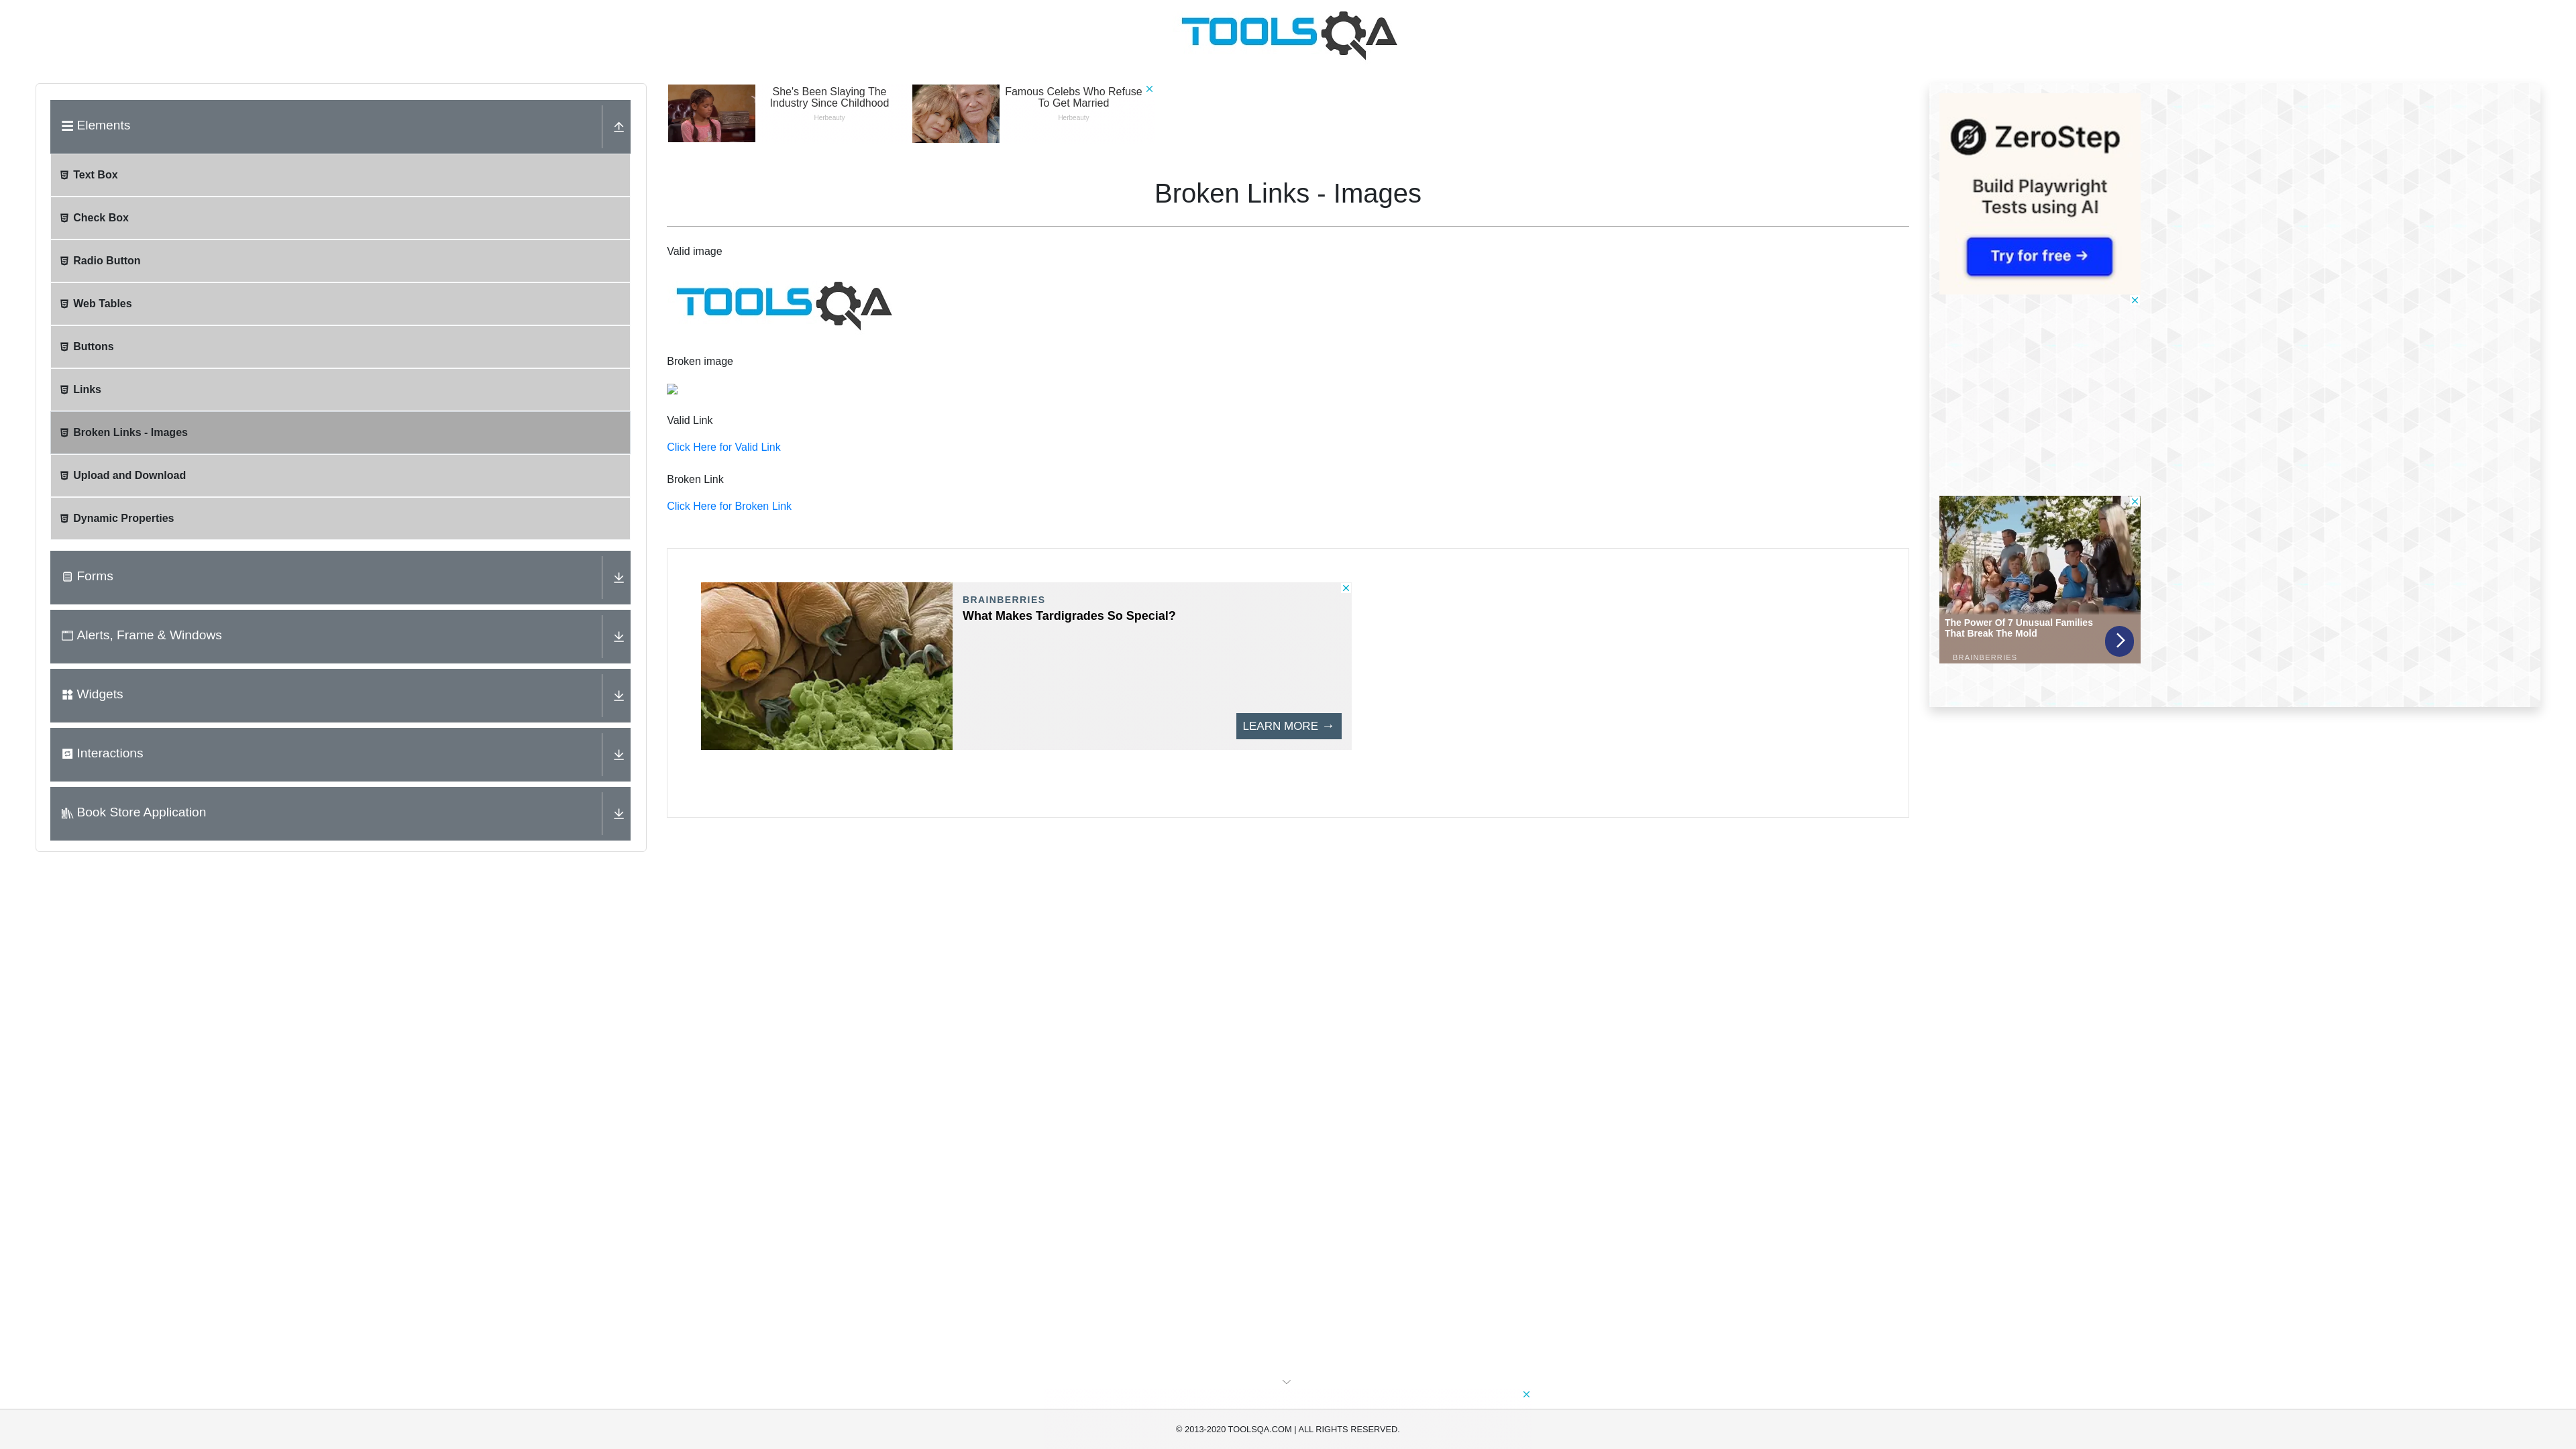 TOOLSQA
Elements
Text Box
Check Box
Radio Button
Web Tables
Buttons
Links
Broken Links - Images
Upload and Download
Dynamic Properties
Forms
Alerts, Frame & Windows
Widgets
Interactions
Book Store Application
She's Been Slaying The
Industry Since Childhood
Herbeauty
Famous Celebs Who Refuse
To Get Married
Herbeauty
Broken Links - Images
Valid image
TOOLSQA
Broken image
Valid Link
Click Here for Valid Link
Broken Link
Click Here for Broken Link
BRAINBERRIES
What Makes Tardigrades So Special?
LEARN MORE →
ZeroStep
Build Playwright
Tests using AI
Try for free →
The Power Of 7 Unusual Families
That Break The Mold
BRAINBERRIES
© 2013-2020 TOOLSQA.COM | ALL RIGHTS RESERVED.